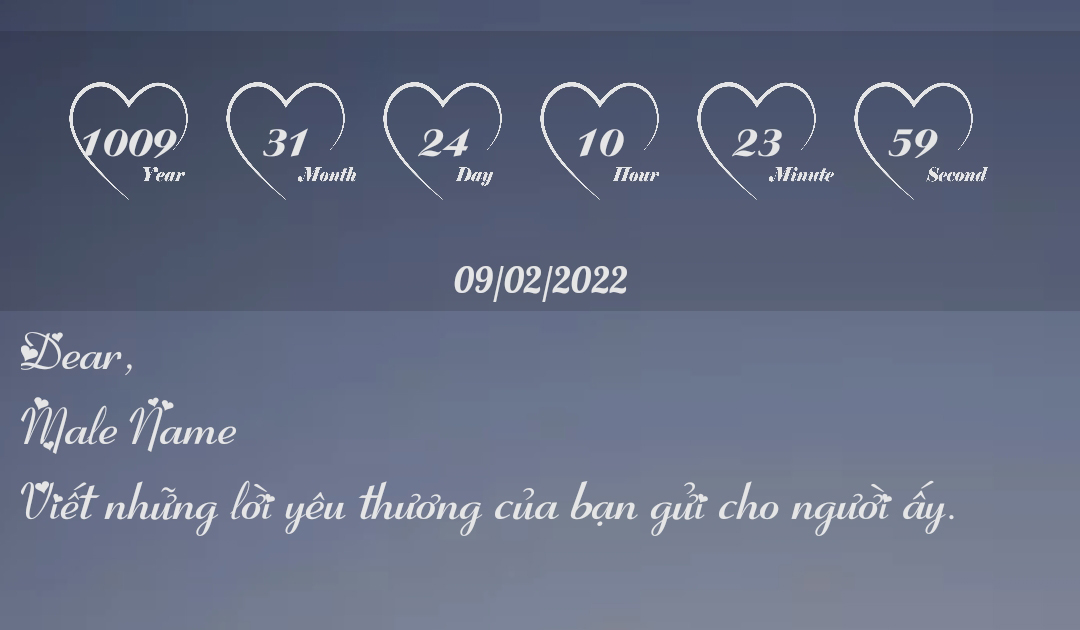 1009 31 24 10 23 59
Year Month Day Hour Minute Second
09/02/2022
Dear,
Male Name
Viết những lời yêu thương của bạn gửi cho người ấy.